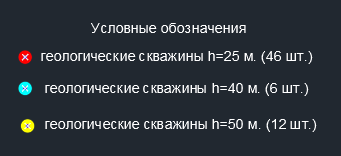 Условные обозначения
геологические скважины h=25 м. (46 шт.)
геологические скважины h=40 м. (6 шт.)
геологические скважины h=50 м. (12 шт.)